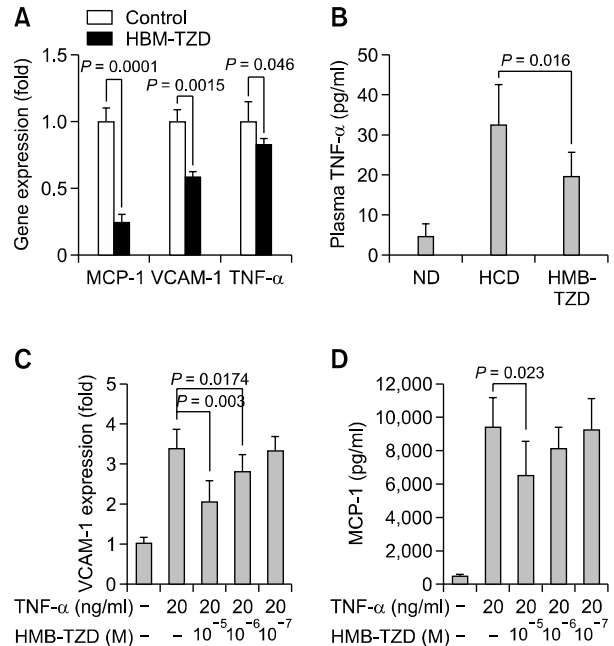 A
Control
HBM-TZD
P = 0.0001
P = 0.0015
P = 0.046
Gene expression (fold)
1.5
1.0
0.5
0
MCP-1 VCAM-1 TNF-α
B
P = 0.016
Plasma TNF-α (pg/ml)
50
40
30
20
10
0
ND HCD HMB-
TZD
C
P = 0.0174
P = 0.003
VCAM-1 expression (fold)
5
4
3
2
1
0
TNF-α (ng/ml) – 20 20 20 20
HMB-TZD (M) – 10⁻⁵ 10⁻⁶ 10⁻⁷
D
P = 0.023
MCP-1 (pg/ml)
12,000
10,000
8,000
6,000
4,000
2,000
0
TNF-α (ng/ml) – 20 20 20 20
HMB-TZD (M) – – 10⁻⁵ 10⁻⁶ 10⁻⁷